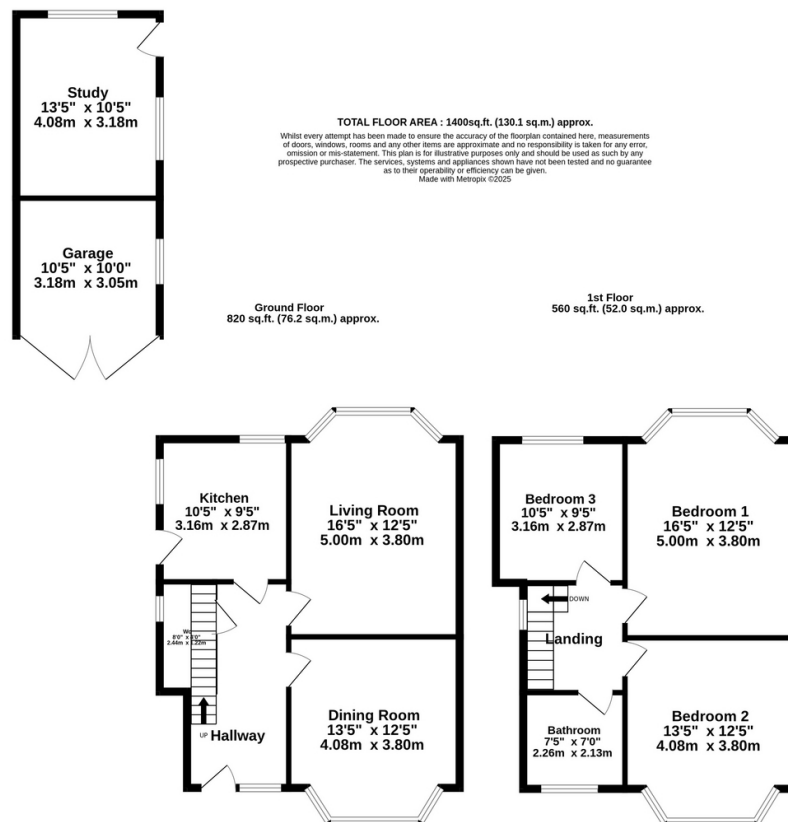 Study
13'5" x 10'5"
4.08m x 3.18m
TOTAL FLOOR AREA : 1400sq.ft. (130.1 sq.m.) approx.
Whilst every attempt has been made to ensure the accuracy of the floorplan contained here, measurements
of doors, windows, rooms and any other items are approximate and no responsibility is taken for any error,
omission or mis-statement. This plan is for illustrative purposes only and should be used as such by any
prospective purchaser. The services, systems and appliances shown have not been tested and no guarantee
as to their operability or efficiency can be given.
Made with Metropix ©2025
Garage
10'5" x 10'0"
3.18m x 3.05m
Ground Floor
820 sq.ft. (76.2 sq.m.) approx.
1st Floor
560 sq.ft. (52.0 sq.m.) approx.
Kitchen
10'5" x 9'5"
3.16m x 2.87m
Living Room
16'5" x 12'5"
5.00m x 3.80m
8'0"
2.44m
UP
Hallway
Dining Room
13'5" x 12'5"
4.08m x 3.80m
Bedroom 3
10'5" x 9'5"
3.16m x 2.87m
Bedroom 1
16'5" x 12'5"
5.00m x 3.80m
DOWN
Landing
Bathroom
7'5" x 7'0"
2.26m x 2.13m
Bedroom 2
13'5" x 12'5"
4.08m x 3.80m